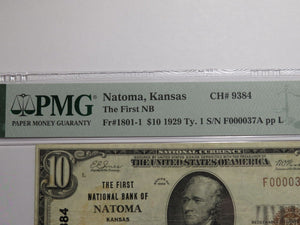 PMG
PAPER MONEY GUARANTY
Natoma, Kansas CH# 9384
The First NB
Fr#1801-1 $10 1929 Ty. 1 S/N F000037A pp L
THE UNITED STATES OF AMERICA
10
L
F00003
THE FIRST
NATIONAL BANK OF
NATOMA
KANSAS